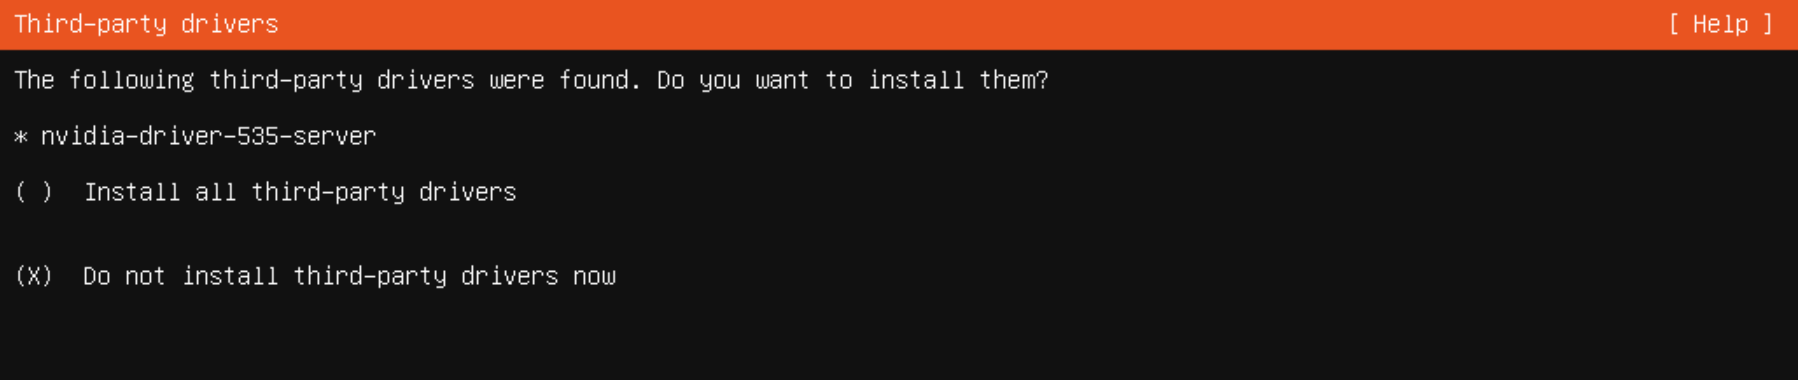 Third-party drivers [ Help ]
The following third-party drivers were found. Do you want to install them?
* nvidia-driver-535-server
( ) Install all third-party drivers
(X) Do not install third-party drivers now